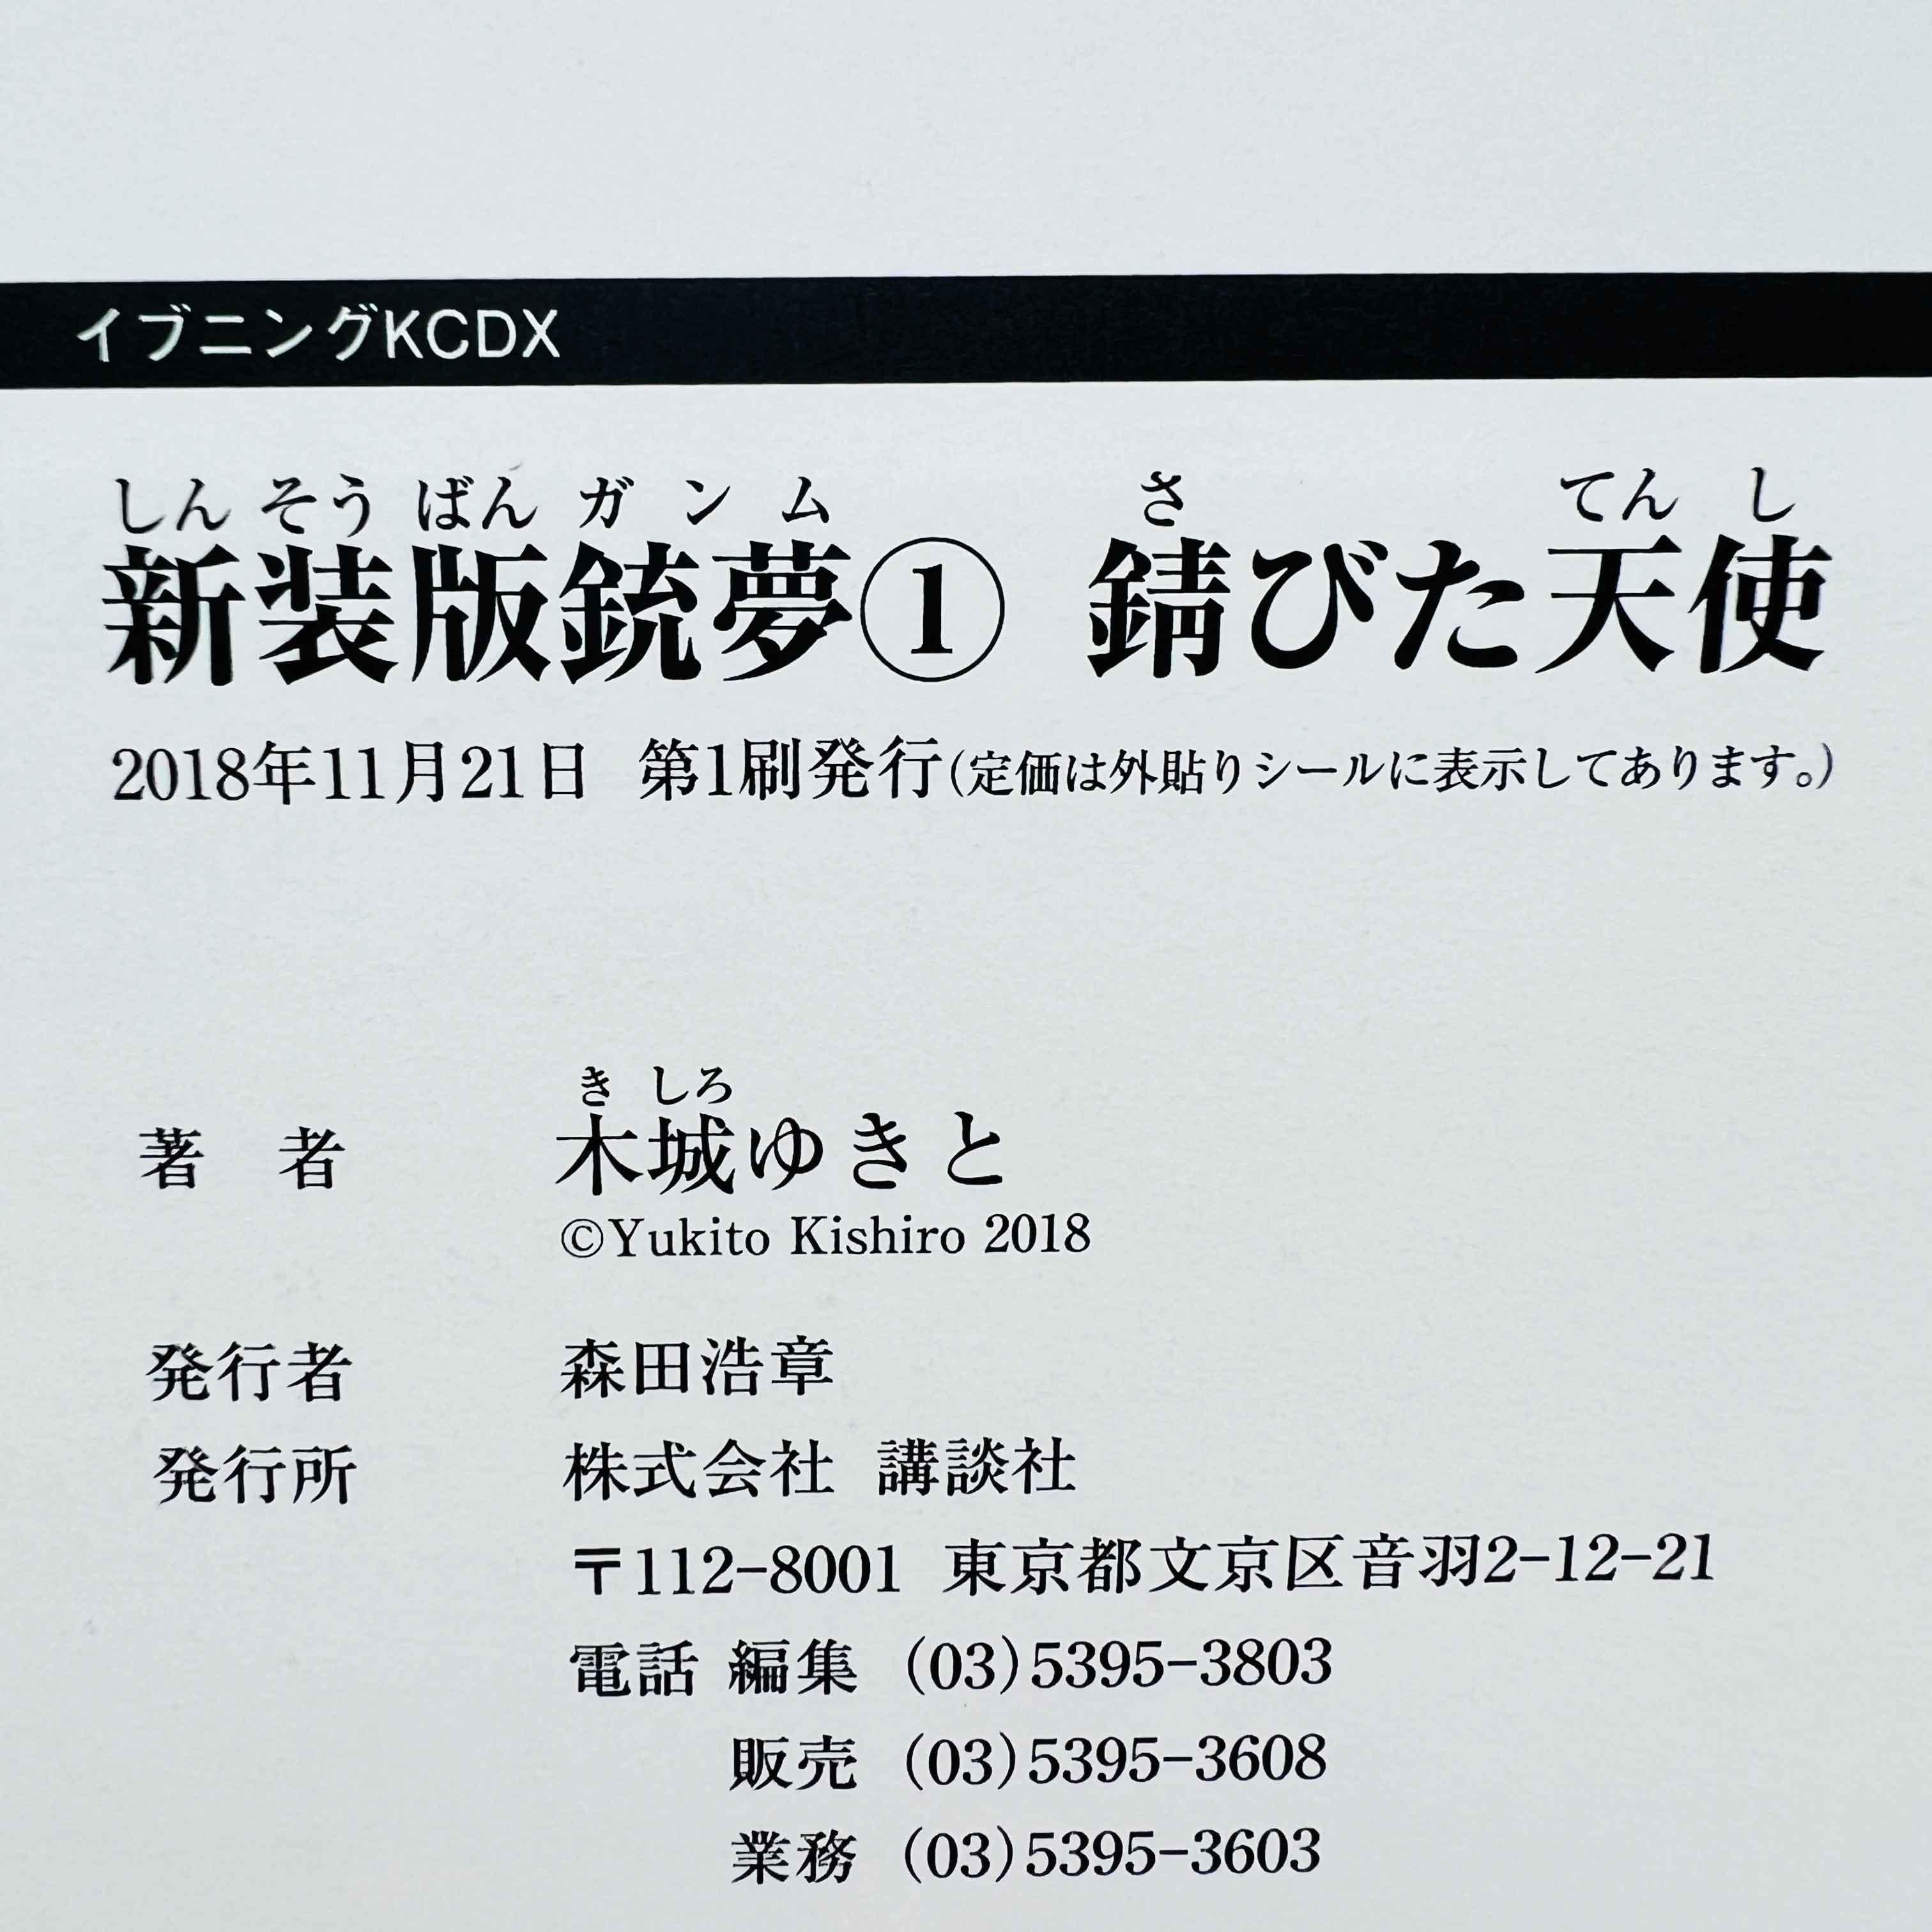 イブニングKCDX
しんそうばんガンム さ てんし
新装版銃夢① 錆びた天使
2018年11月21日 第1刷発行(定価は外貼りシールに表示してあります。)
きしろ
著 者 木城ゆきと
©Yukito Kishiro 2018
発行者 森田浩章
発行所 株式会社 講談社
〒112-8001 東京都文京区音羽2-12-21
電話 編集 (03)5395-3803
販売 (03)5395-3608
業務 (03)5395-3603